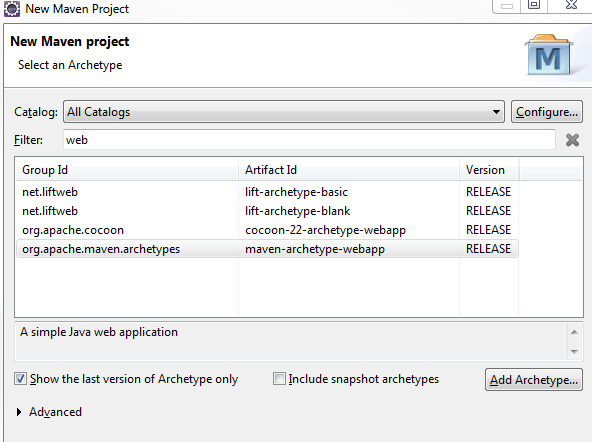 New Maven Project
New Maven project
Select an Archetype
M
Catalog: All Catalogs Configure...
Filter: web
Group Id Artifact Id Version
net.liftweb lift-archetype-basic RELEASE
net.liftweb lift-archetype-blank RELEASE
org.apache.cocoon cocoon-22-archetype-webapp RELEASE
org.apache.maven.archetypes maven-archetype-webapp RELEASE
A simple Java web application
Show the last version of Archetype only Include snapshot archetypes Add Archetype...
Advanced